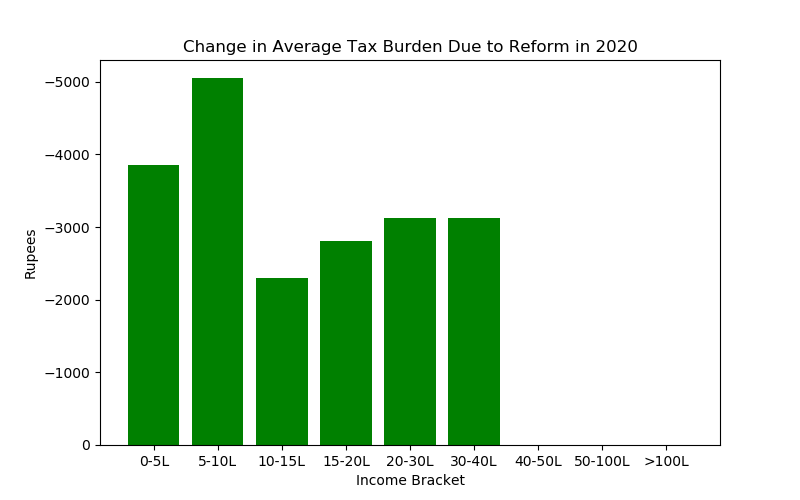 Change in Average Tax Burden Due to Reform in 2020
−5000
−4000
−3000
−2000
−1000
0
Rupees
0-5L 5-10L 10-15L 15-20L 20-30L 30-40L 40-50L 50-100L >100L
Income Bracket